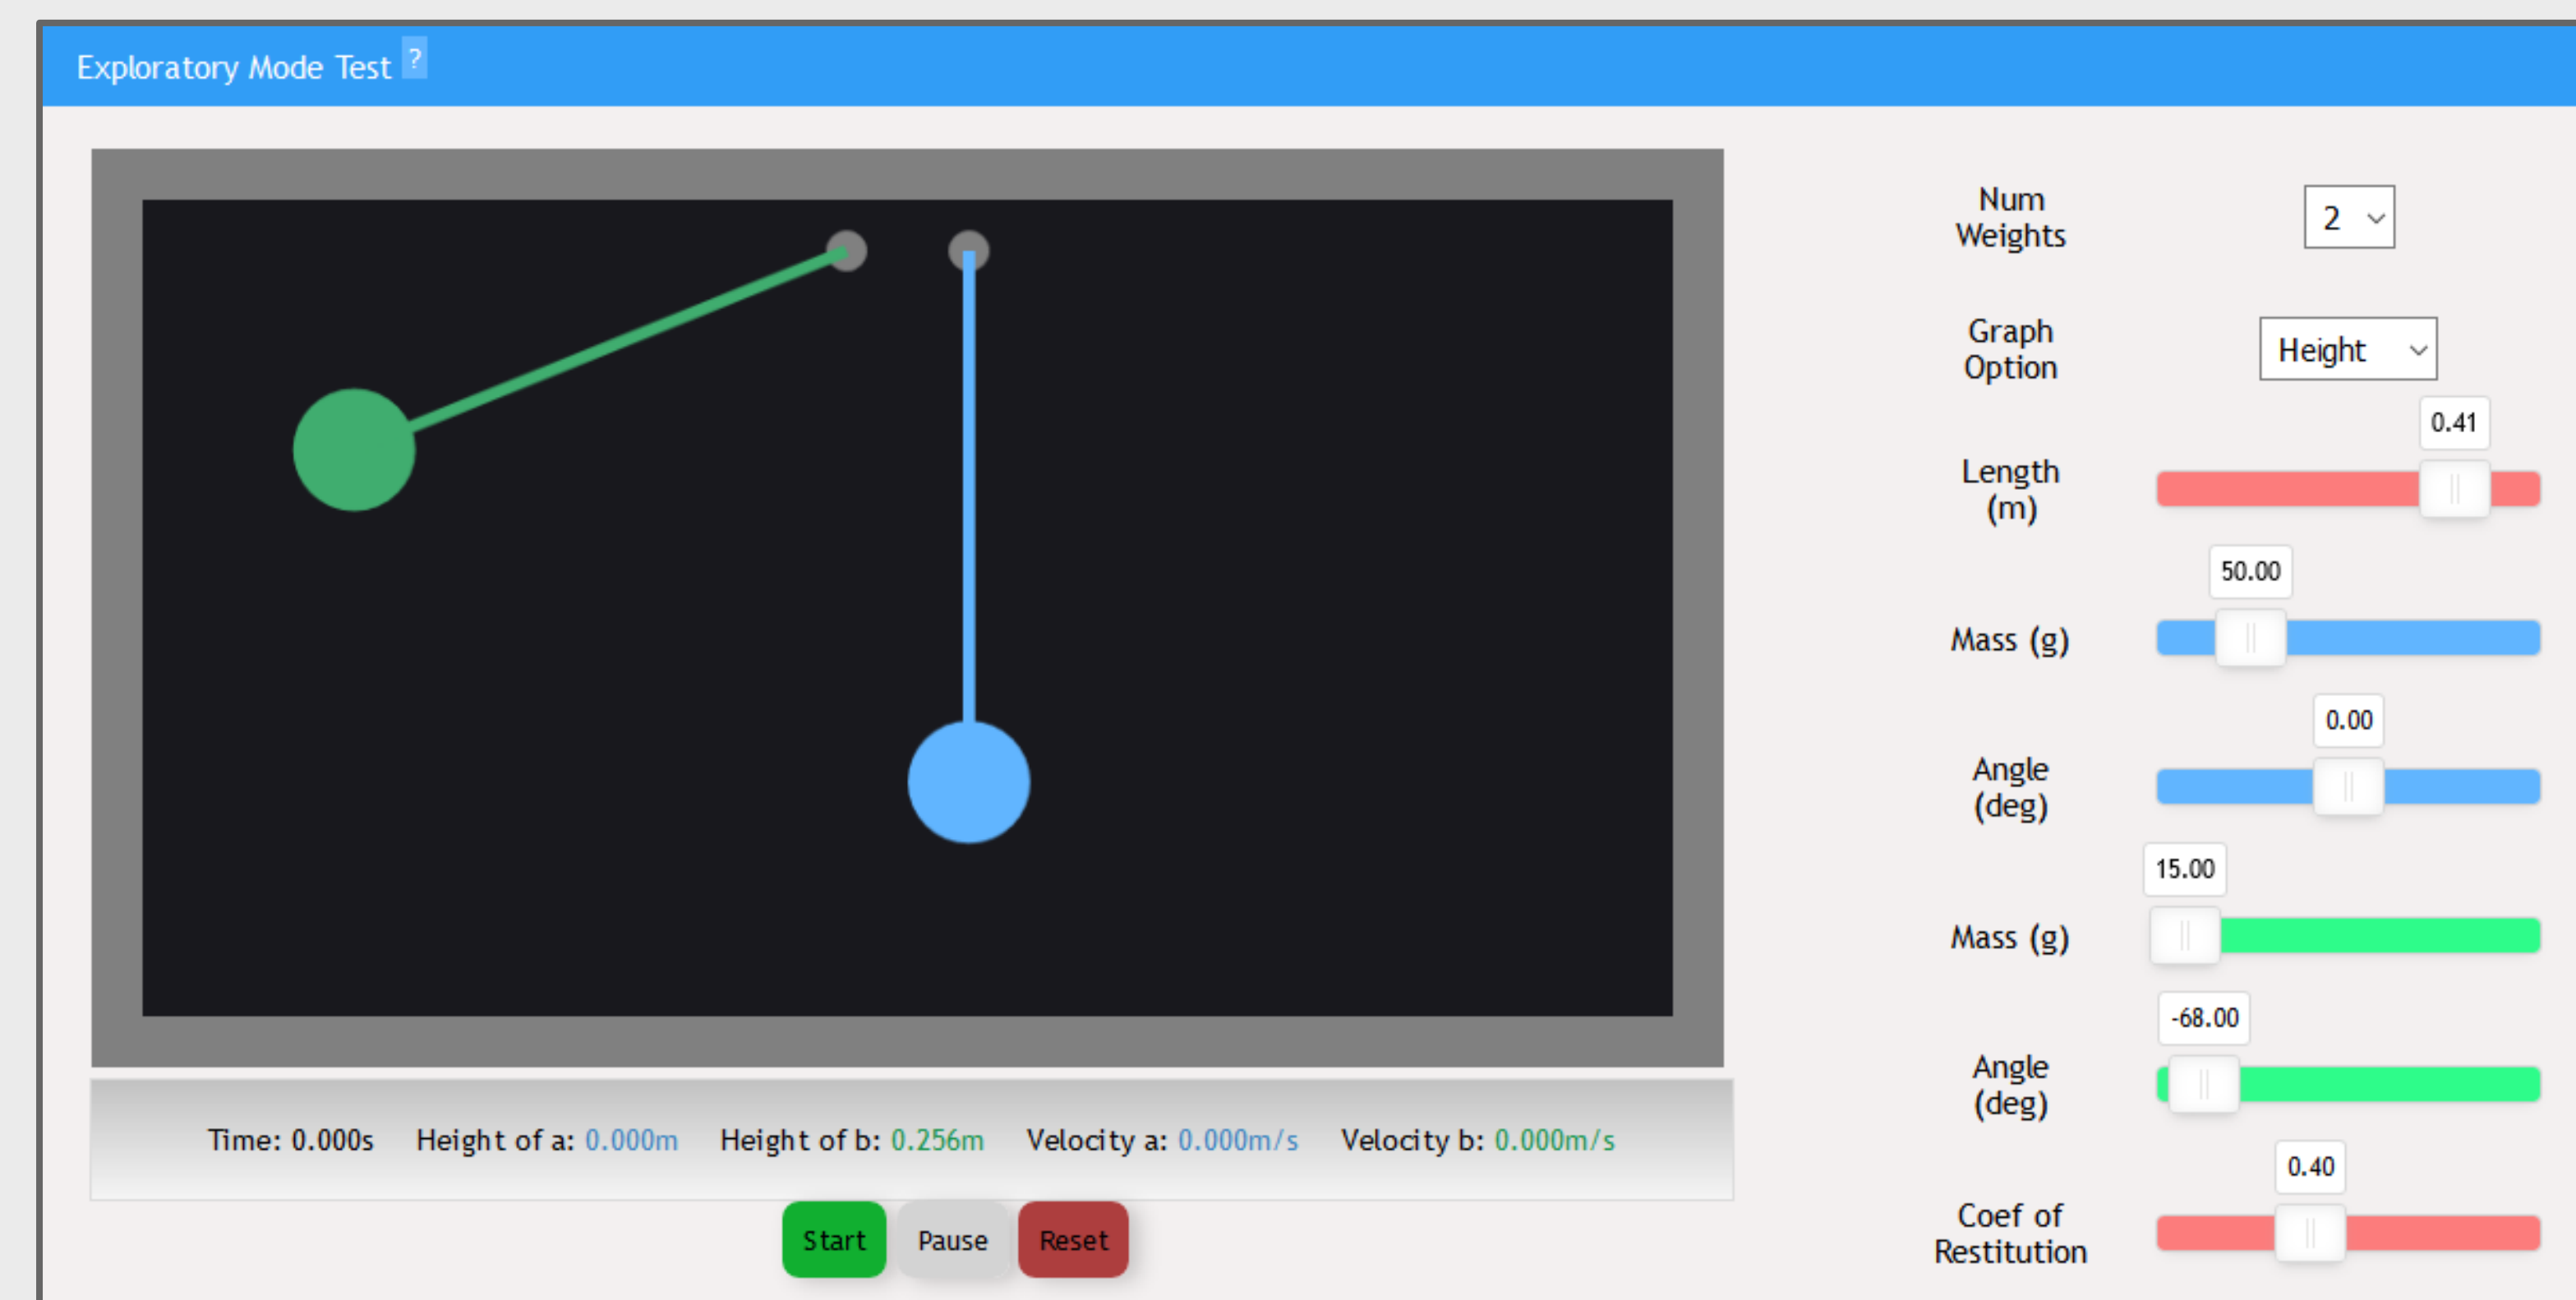 Exploratory Mode Test ?
Num
Weights
2
Graph
Option
Height
0.41
Length
(m)
50.00
Mass (g)
0.00
Angle
(deg)
15.00
Mass (g)
-68.00
Angle
(deg)
0.40
Coef of
Restitution
Time: 0.000s Height of a: 0.000m Height of b: 0.256m Velocity a: 0.000m/s Velocity b: 0.000m/s
Start Pause Reset